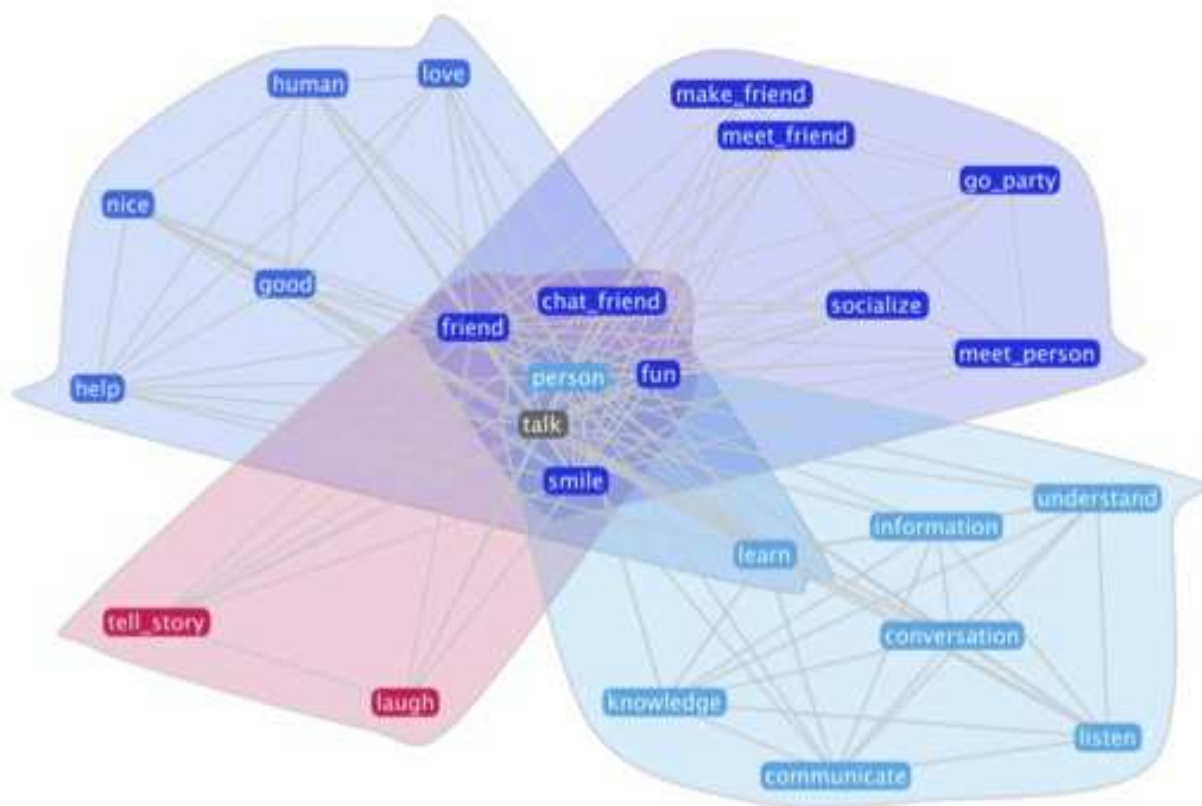 love
human
make_friend
meet_friend
go_party
nice
good
chat_friend
socialize
friend
meet_person
person
fun
help
talk
smile
understand
information
learn
tell_story
conversation
laugh
knowledge
listen
communicate